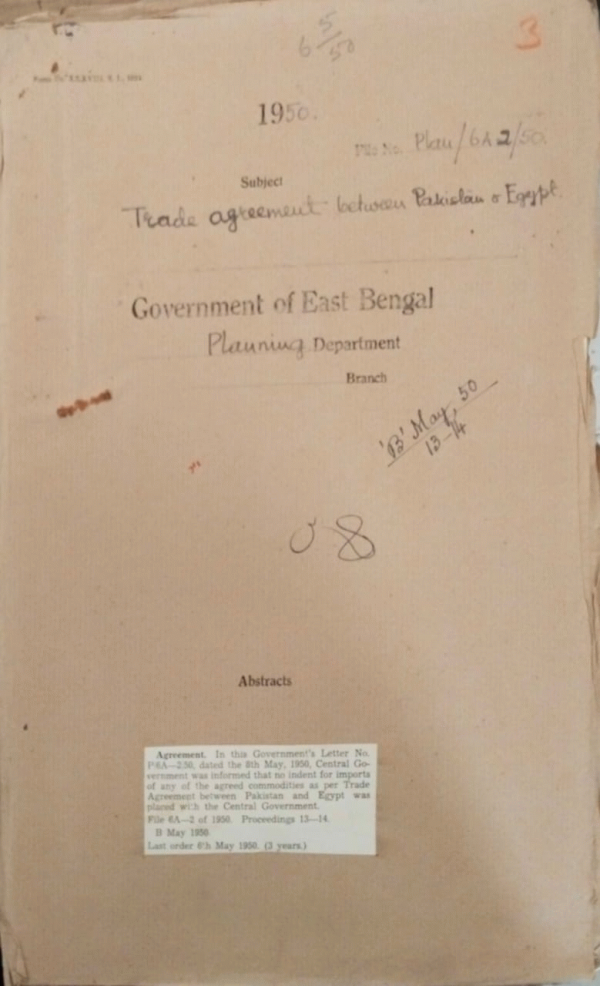 6 5/50
3
1950.
File No. Plan/6A2/50.
Subject
Trade agreement between Pakistan & Egypt.
Government of East Bengal
Planning Department
Branch
'B' May, 50
13-14
8
Abstracts
Agreement. In this Government's Letter No.
P.6A—2/50, dated the 8th May, 1950, Central Go-
vernment was informed that no indent for imports
of any of the agreed commodities as per Trade
Agreement between Pakistan and Egypt was
placed with the Central Government.
File 6A—2 of 1950. Proceedings 13—14.
B May 1950.
Last order 6th May 1950. (3 years.)